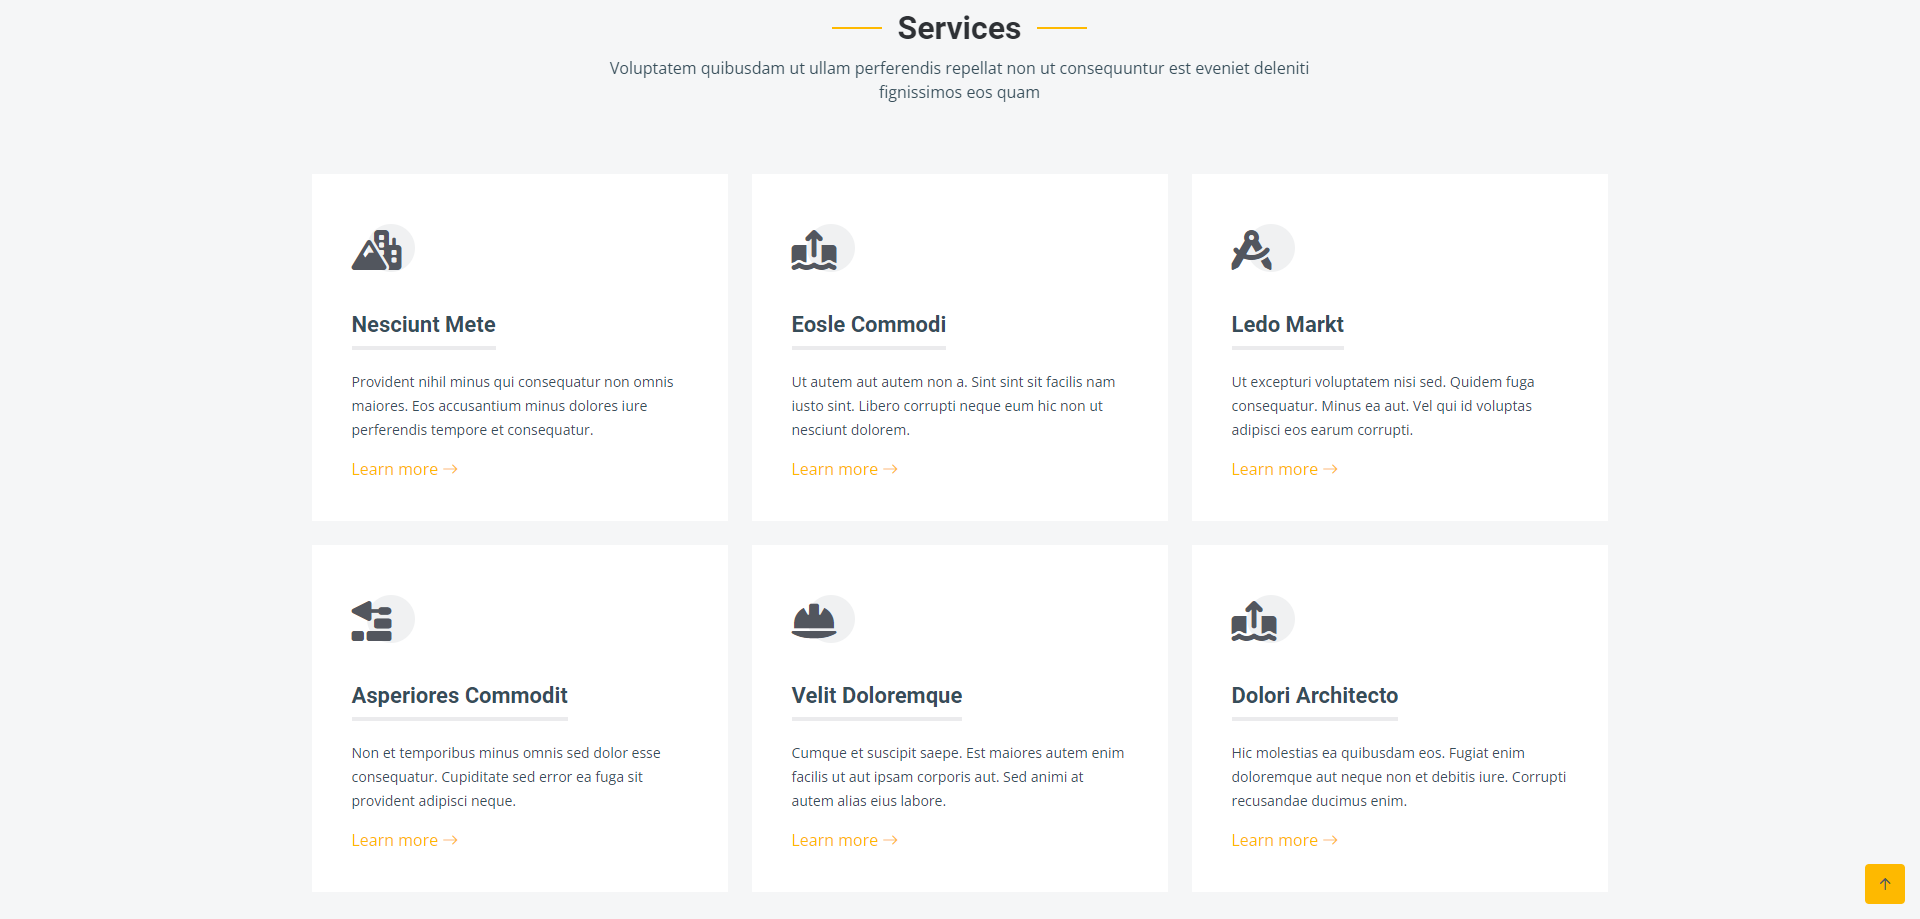 Services
Voluptatem quibusdam ut ullam perferendis repellat non ut consequuntur est eveniet deleniti
fignissimos eos quam
Nesciunt Mete
Provident nihil minus qui consequatur non omnis
maiores. Eos accusantium minus dolores iure
perferendis tempore et consequatur.
Learn more →
Eosle Commodi
Ut autem aut autem non a. Sint sint sit facilis nam
iusto sint. Libero corrupti neque eum hic non ut
nesciunt dolorem.
Learn more →
Ledo Markt
Ut excepturi voluptatem nisi sed. Quidem fuga
consequatur. Minus ea aut. Vel qui id voluptas
adipisci eos earum corrupti.
Learn more →
Asperiores Commodit
Non et temporibus minus omnis sed dolor esse
consequatur. Cupiditate sed error ea fuga sit
provident adipisci neque.
Learn more →
Velit Doloremque
Cumque et suscipit saepe. Est maiores autem enim
facilis ut aut ipsam corporis aut. Sed animi at
autem alias eius labore.
Learn more →
Dolori Architecto
Hic molestias ea quibusdam eos. Fugiat enim
doloremque aut neque non et debitis iure. Corrupti
recusandae ducimus enim.
Learn more →